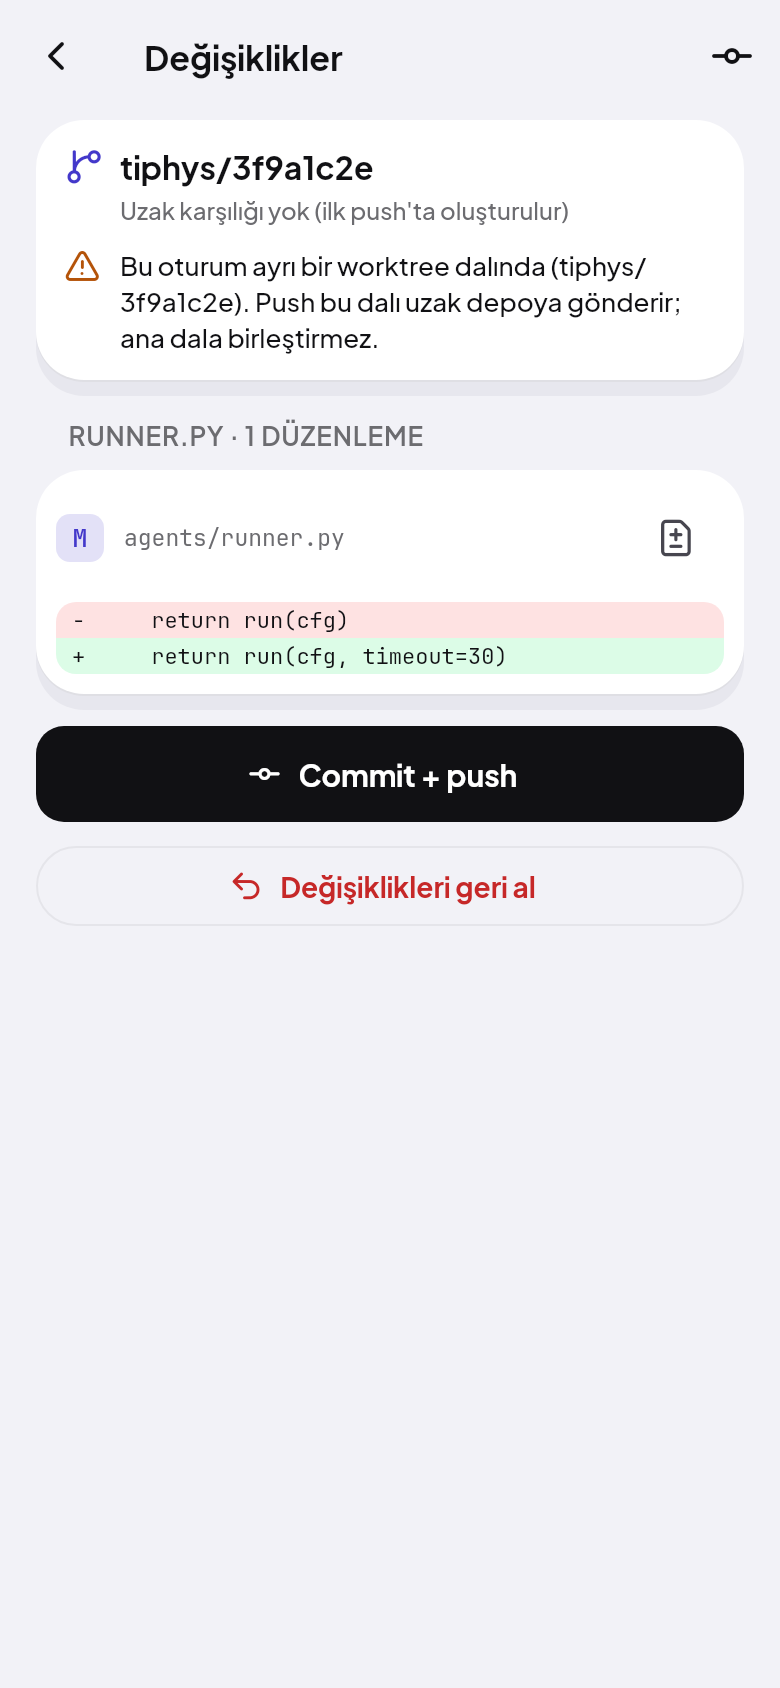 Değişiklikler
tiphys/3f9a1c2e
Uzak karşılığı yok (ilk push'ta oluşturulur)
Bu oturum ayrı bir worktree dalında (tiphys/
3f9a1c2e). Push bu dalı uzak depoya gönderir;
ana dala birleştirmez.
RUNNER.PY · 1 DÜZENLEME
M agents/runner.py
-     return run(cfg)
+     return run(cfg, timeout=30)
Commit + push
Değişiklikleri geri al